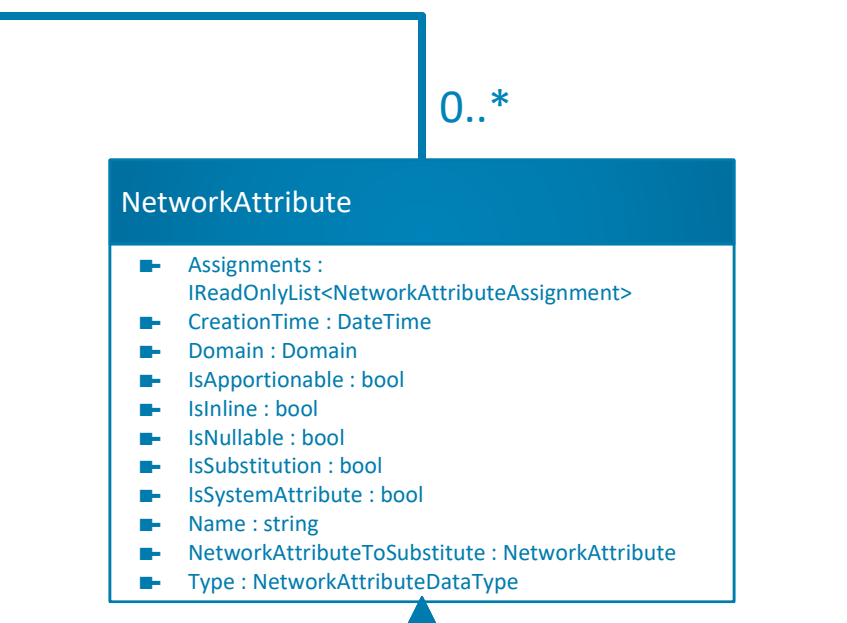 0..*
NetworkAttribute
Assignments :
IReadOnlyList<NetworkAttributeAssignment>
CreationTime : DateTime
Domain : Domain
IsApportionable : bool
IsInline : bool
IsNullable : bool
IsSubstitution : bool
IsSystemAttribute : bool
Name : string
NetworkAttributeToSubstitute : NetworkAttribute
Type : NetworkAttributeDataType